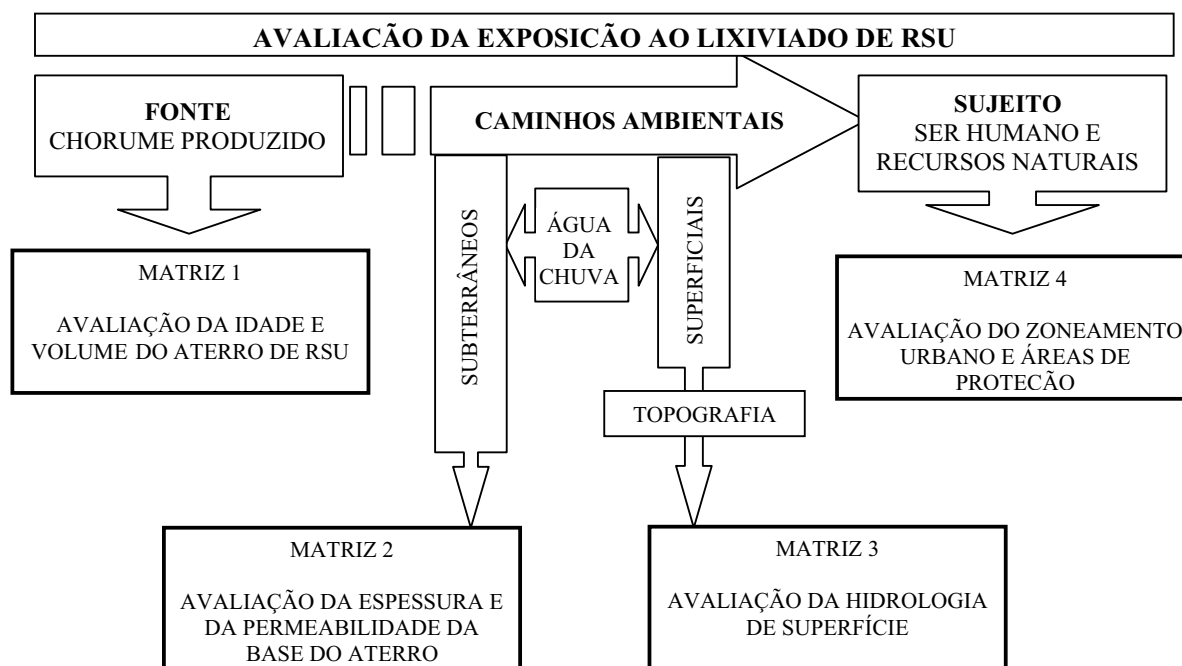 AVALIACÃO DA EXPOSICÃO AO LIXIVIADO DE RSU
FONTE
CHORUME PRODUZIDO
CAMINHOS AMBIENTAIS
SUJEITO
SER HUMANO E
RECURSOS NATURAIS
SUBTERRÂNEOS
ÁGUA
DA
CHUVA
SUPERFICIAIS
MATRIZ 1
AVALIAÇÃO DA IDADE E
VOLUME DO ATERRO DE RSU
MATRIZ 4
AVALIAÇÃO DO ZONEAMENTO
URBANO E ÁREAS DE
PROTECÃO
TOPOGRAFIA
MATRIZ 2
AVALIAÇÃO DA ESPESSURA E
DA PERMEABILIDADE DA
BASE DO ATERRO
MATRIZ 3
AVALIAÇÃO DA HIDROLOGIA
DE SUPERFÍCIE